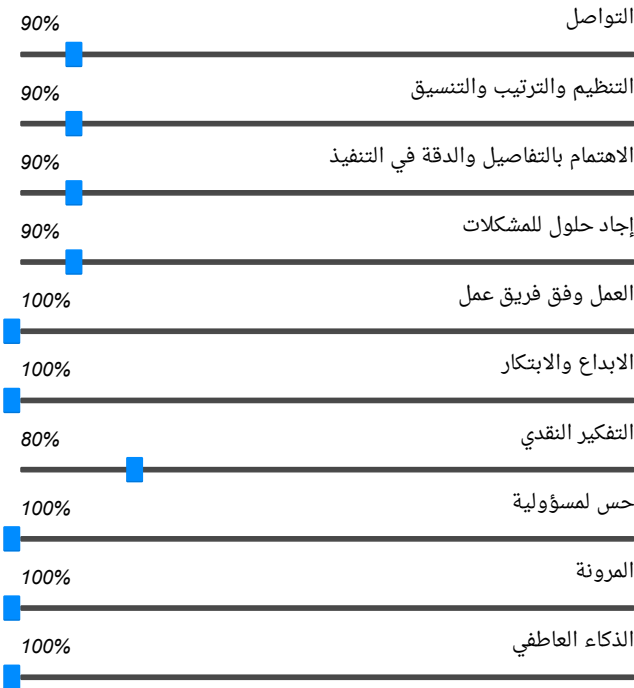 التواصل 90%
التنظيم والترتيب والتنسيق 90%
الاهتمام بالتفاصيل والدقة في التنفيذ 90%
إجاد حلول للمشكلات 90%
العمل وفق فريق عمل 100%
الابداع والابتكار 100%
التفكير النقدي 80%
حس لمسؤولية 100%
المرونة 100%
الذكاء العاطفي 100%